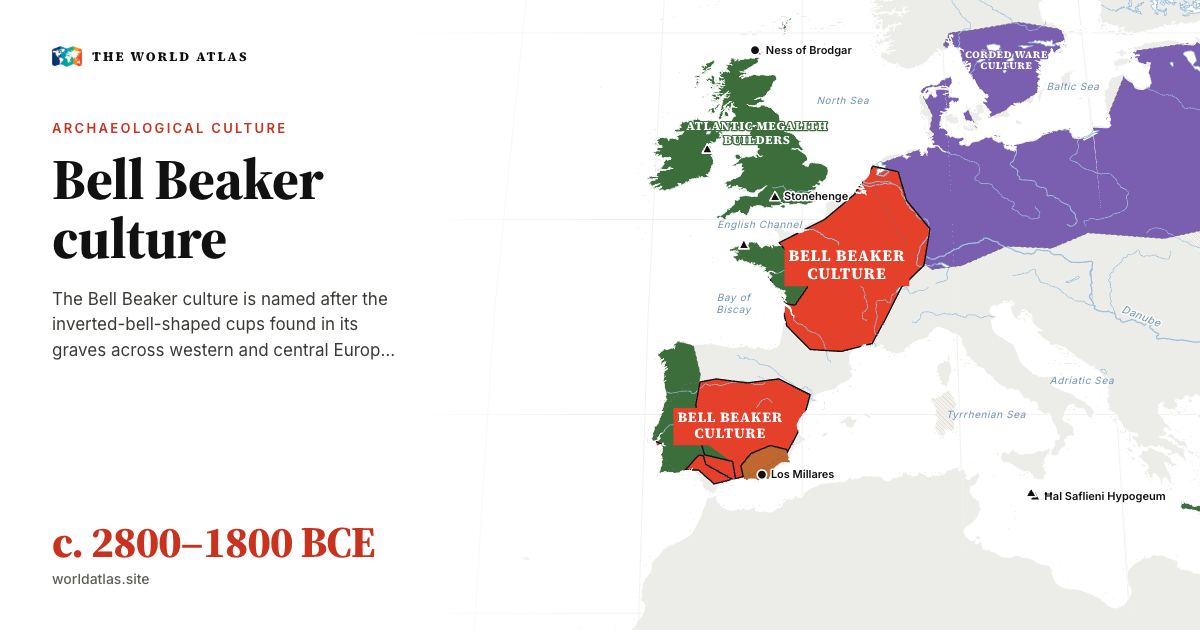 THE WORLD ATLAS
ARCHAEOLOGICAL CULTURE
Bell Beaker
culture
The Bell Beaker culture is named after the
inverted-bell-shaped cups found in its
graves across western and central Europ...
c. 2800–1800 BCE
worldatlas.site
Ness of Brodgar
North Sea
CORDED WARE
CULTURE
Baltic Sea
ATLANTIC MEGALITH
BUILDERS
Stonehenge
English Channel
BELL BEAKER
CULTURE
Bay of
Biscay
Danube
Adriatic Sea
Tyrrhenian Sea
BELL BEAKER
CULTURE
Los Millares
Ħal Saflieni Hypogeum